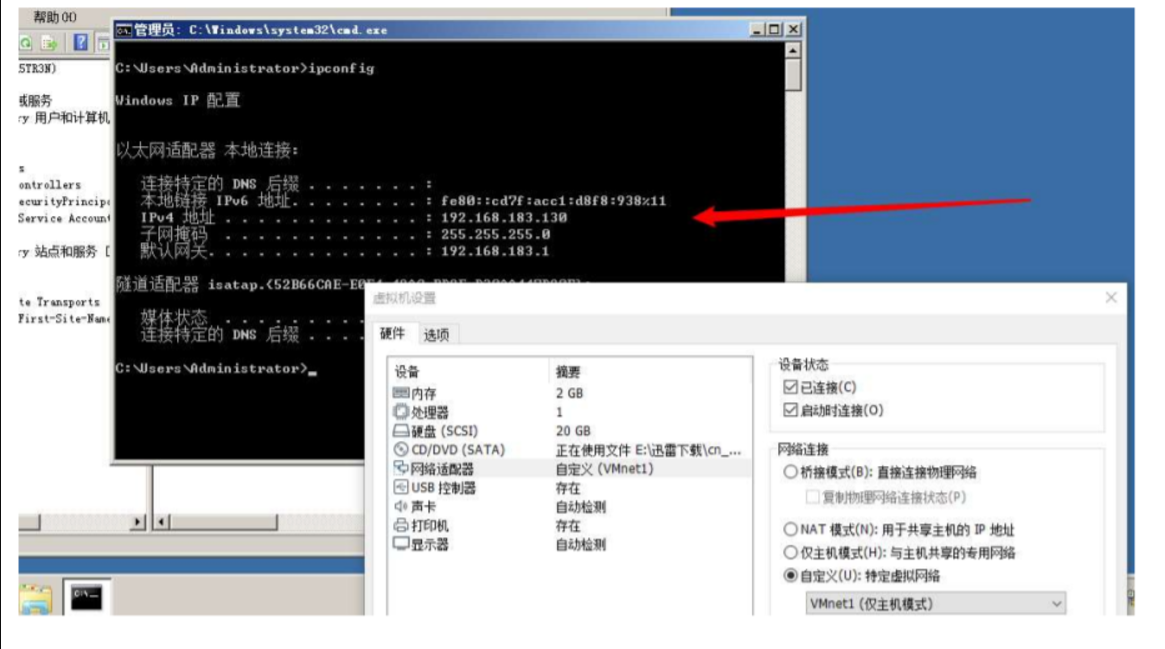 帮助(H)
管理员: C:\Windows\system32\cmd.exe
C:\Users\Administrator>ipconfig
Windows IP 配置
以太网适配器 本地连接:
连接特定的 DNS 后缀 . . . . . . . :
本地链接 IPv6 地址. . . . . . . . : fe80::cd7f:acc1:d8f8:938%11
IPv4 地址 . . . . . . . . . . . . : 192.168.183.130
子网掩码 . . . . . . . . . . . . : 255.255.255.0
默认网关. . . . . . . . . . . . . : 192.168.183.1
隧道适配器 isatap.
媒体状态 . . . . . . .
连接特定的 DNS 后缀 . . . .
C:\Users\Administrator>_
STR3N)
或服务
ry 用户和计算机
s
ontrollers
ecurityPrincip
Service Account
ry 站点和服务 [
te Transports
First-Site-Name
虚拟机设置
硬件 选项
设备 摘要
内存 2 GB
处理器 1
硬盘 (SCSI) 20 GB
CD/DVD (SATA) 正在使用文件 E:\迅雷下载\cn_...
网络适配器 自定义 (VMnet1)
USB 控制器 存在
声卡 自动检测
打印机 存在
显示器 自动检测
设备状态
已连接(C)
启动时连接(O)
网络连接
桥接模式(B): 直接连接物理网络
复制物理网络连接状态(P)
NAT 模式(N): 用于共享主机的 IP 地址
仅主机模式(H): 与主机共享的专用网络
自定义(U): 特定虚拟网络
VMnet1 (仅主机模式)